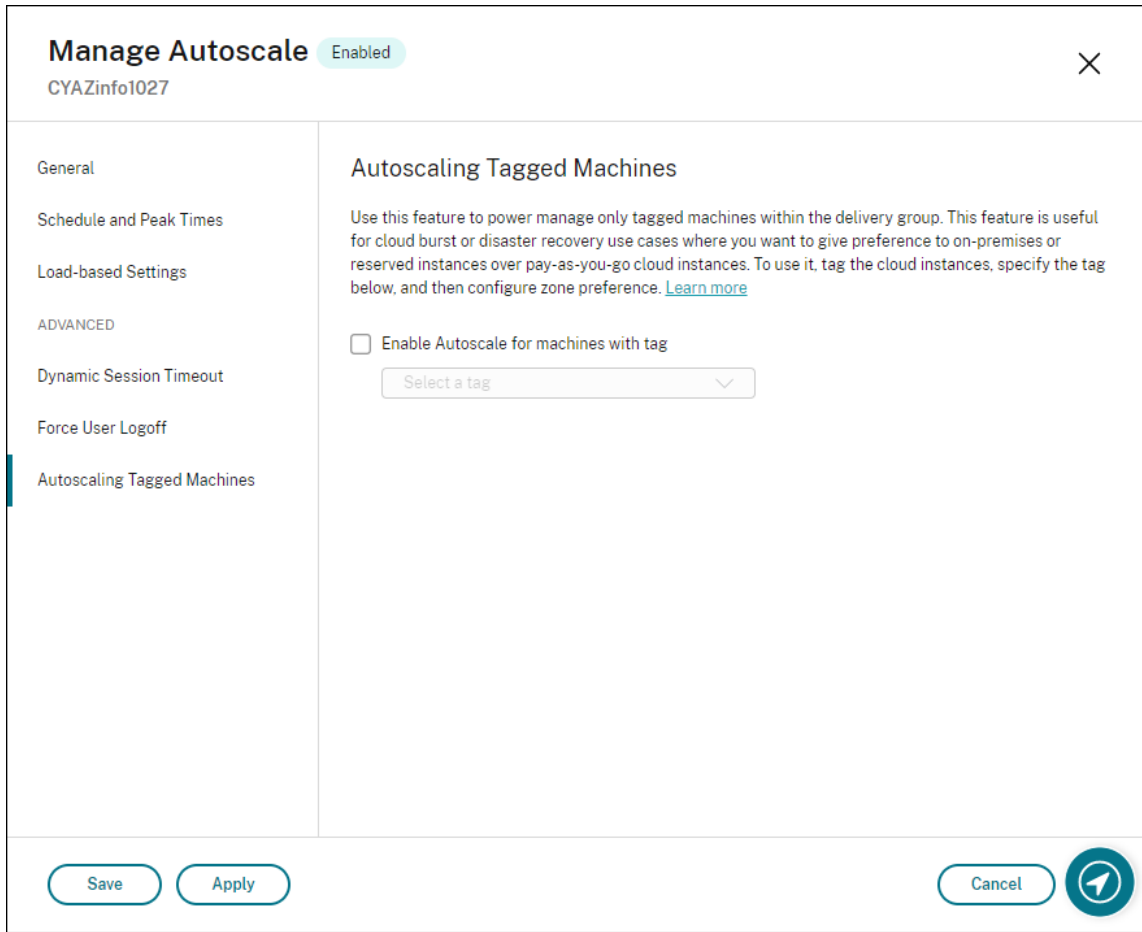 Manage Autoscale Enabled
CYAZinfo1027
General
Schedule and Peak Times
Load-based Settings
ADVANCED
Dynamic Session Timeout
Force User Logoff
Autoscaling Tagged Machines
Autoscaling Tagged Machines
Use this feature to power manage only tagged machines within the delivery group. This feature is useful
for cloud burst or disaster recovery use cases where you want to give preference to on-premises or
reserved instances over pay-as-you-go cloud instances. To use it, tag the cloud instances, specify the tag
below, and then configure zone preference. Learn more
Enable Autoscale for machines with tag
Select a tag
Save
Apply
Cancel